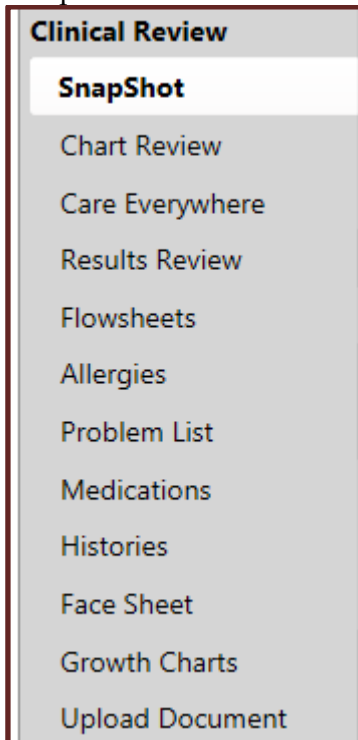 Clinical Review
SnapShot
Chart Review
Care Everywhere
Results Review
Flowsheets
Allergies
Problem List
Medications
Histories
Face Sheet
Growth Charts
Upload Document